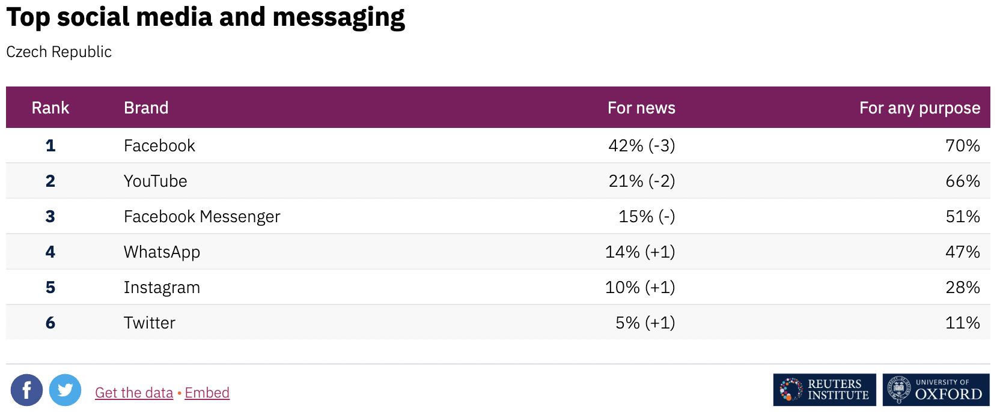 Top social media and messaging
Czech Republic
Rank Brand For news For any purpose
1 Facebook 42% (-3) 70%
2 YouTube 21% (-2) 66%
3 Facebook Messenger 15% (-) 51%
4 WhatsApp 14% (+1) 47%
5 Instagram 10% (+1) 28%
6 Twitter 5% (+1) 11%
Get the data • Embed
REUTERS INSTITUTE
UNIVERSITY OF OXFORD